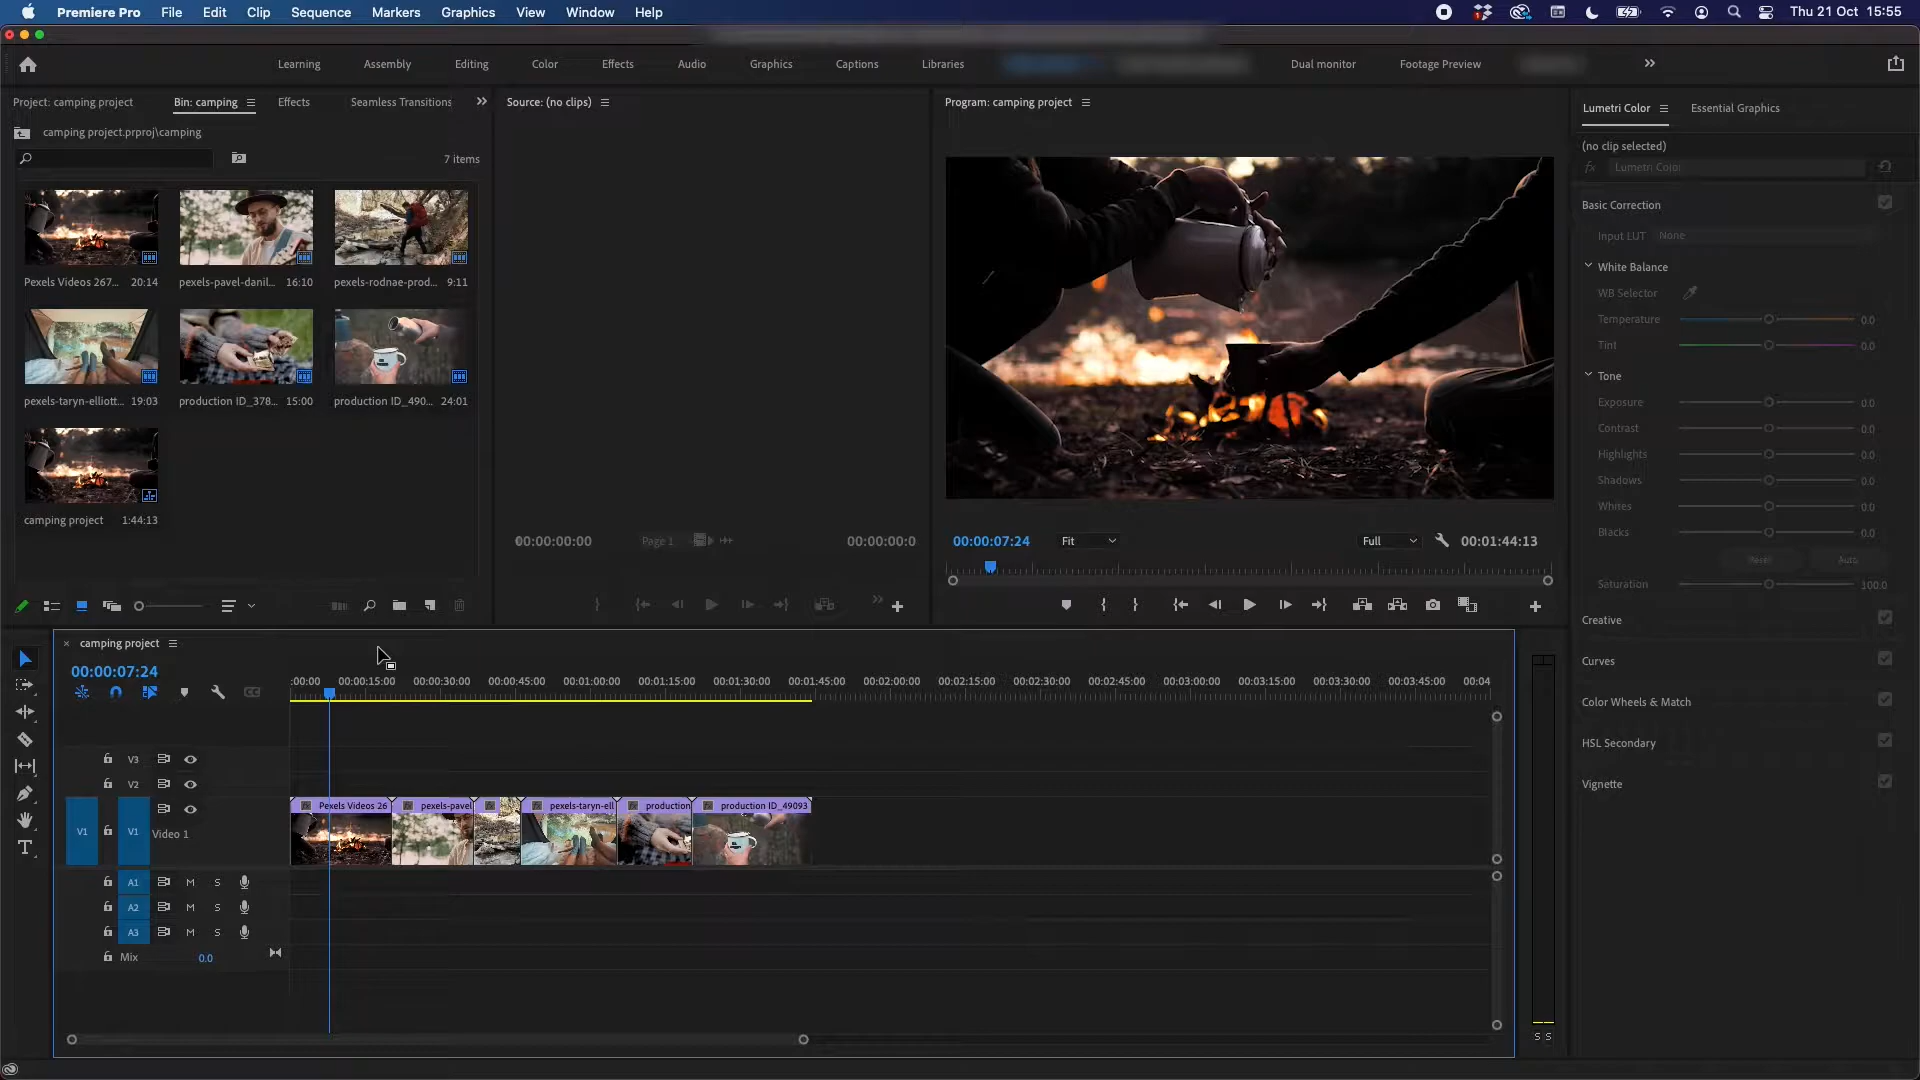 Premiere Pro File Edit Clip Sequence Markers Graphics View Window Help Thu 21 Oct 15:55
Learning Assembly Editing Color Effects Audio Graphics Captions Libraries Dual monitor Footage Preview
Project: camping project Bin: camping Effects Seamless Transitions
camping project.prproj\camping
7 items
Pexels Videos 267... 20:14 pexels-pavel-danil... 16:10 pexels-rodnae-prod... 9:11
pexels-taryn-elliott... 19:03 production ID_378... 15:00 production ID_490... 24:01
camping project 1:44:13
Source: (no clips)
00:00:00:00 Page 1 00:00:00:0
Program: camping project
00:00:07:24 Fit Full 00:01:44:13
Lumetri Color Essential Graphics
(no clip selected)
fx Lumetri Color
Basic Correction
Input LUT None
White Balance
WB Selector
Temperature 0.0
Tint 0.0
Tone
Exposure 0.0
Contrast 0.0
Highlights 0.0
Shadows 0.0
Whites 0.0
Blacks 0.0
Reset Auto
Saturation 100.0
Creative
Curves
Color Wheels & Match
HSL Secondary
Vignette
camping project
00:00:07:24
CC
:00:00 00:00:15:00 00:00:30:00 00:00:45:00 00:01:00:00 00:01:15:00 00:01:30:00 00:01:45:00 00:02:00:00 00:02:15:00 00:02:30:00 00:02:45:00 00:03:00:00 00:03:15:00 00:03:30:00 00:03:45:00 00:04
V3
V2
fx Pexels Videos 26 fx pexels-pavel fx fx pexels-taryn-ell fx production fx production ID_49093
V1 V1 Video 1
A1 M S
A2 M S
A3 M S
Mix 0.0
S S